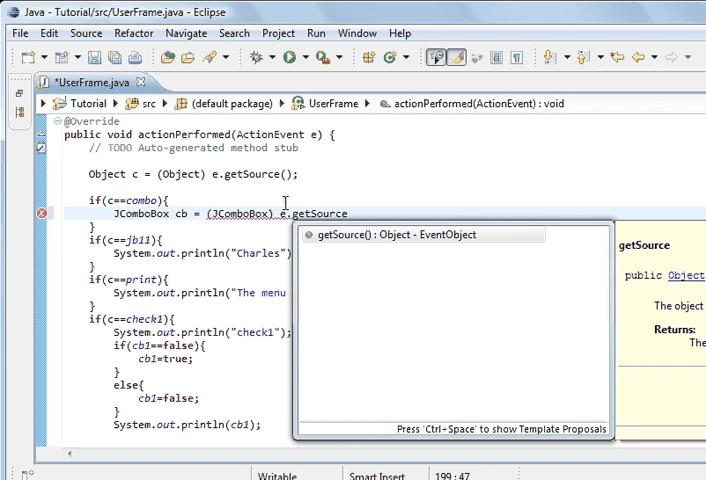 Java - Tutorial/src/UserFrame.java - Eclipse
File Edit Source Refactor Navigate Search Project Run Window Help
*UserFrame.java
Tutorial src (default package) UserFrame actionPerformed(ActionEvent) : void
@Override
public void actionPerformed(ActionEvent e) {
// TODO Auto-generated method stub
Object c = (Object) e.getSource();
if(c==combo){
JComboBox cb = (JComboBox) e.getSource
}
if(c==jb11){
System.out.println("Charles")
}
if(c==print){
System.out.println("The menu
}
if(c==check1){
System.out.println("check1");
if(cb1==false){
cb1=true;
}
else{
cb1=false;
}
System.out.println(cb1);
getSource() : Object - EventObject
Press 'Ctrl+Space' to show Template Proposals
getSource
public Object
The object
Returns:
The
Writable Smart Insert 199 : 47